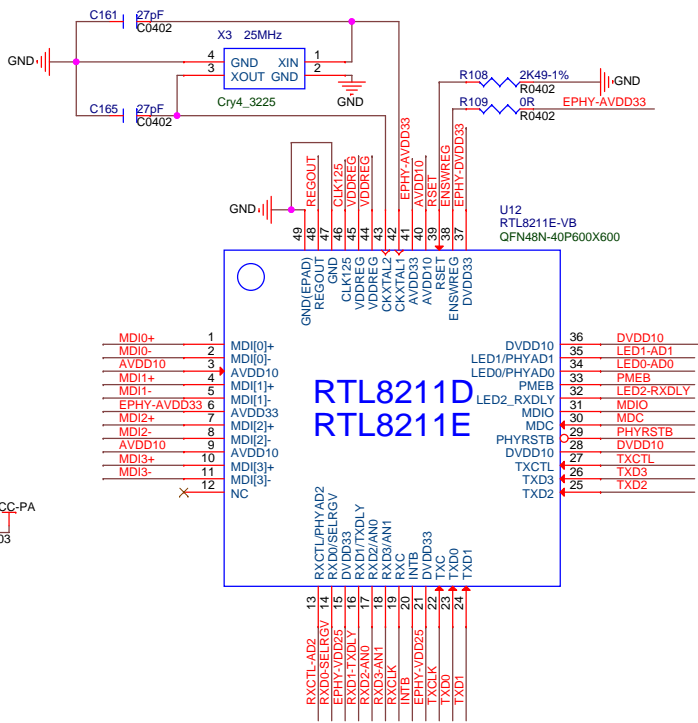 C161
27pF
C0402
X3 25MHz
GND
4
GND
XIN
1
3
XOUT
GND
2
Cry4_3225
GND
C165
27pF
C0402
R108
2K49-1%
R0402
GND
R109
0R
R0402
EPHY-AVDD33
REGOUT
CLK125
VDDREG
VDDREG
EPHY-AVDD33
AVDD10
RSET
ENSWREG
EPHY-DVDD33
GND
49
48
47
46
45
44
43
42
41
40
39
38
37
U12
RTL8211E-VB
QFN48N-40P600X600
GND(EPAD)
REGOUT
GND
CLK125
VDDREG
VDDREG
CKXTAL2
CKXTAL1
AVDD33
AVDD10
RSET
ENSWREG
DVDD33
MDI0+ 1 MDI[0]+
MDI0- 2 MDI[0]-
AVDD10 3 AVDD10
MDI1+ 4 MDI[1]+
MDI1- 5 MDI[1]-
EPHY-AVDD33 6 AVDD33
MDI2+ 7 MDI[2]+
MDI2- 8 MDI[2]-
AVDD10 9 AVDD10
MDI3+ 10 MDI[3]+
MDI3- 11 MDI[3]-
12 NC
RTL8211D
RTL8211E
DVDD10 36 DVDD10
LED1/PHYAD1 35 LED1-AD1
LED0/PHYAD0 34 LED0-AD0
PMEB 33 PMEB
LED2_RXDLY 32 LED2-RXDLY
MDIO 31 MDIO
MDC 30 MDC
PHYRSTB 29 PHYRSTB
DVDD10 28 DVDD10
TXCTL 27 TXCTL
TXD3 26 TXD3
TXD2 25 TXD2
CC-PA
03
RXCTL/PHYAD2
RXD0/SELRGV
DVDD33
RXD1/TXDLY
RXD2/AN0
RXD3/AN1
RXC
INTB
DVDD33
TXC
TXD0
TXD1
13
14
15
16
17
18
19
20
21
22
23
24
RXCTL-AD2
RXD0-SELRGV
EPHY-VDD25
RXD1-TXDLY
RXD2-AN0
RXD3-AN1
RXCLK
INTB
EPHY-VDD25
TXCLK
TXD0
TXD1